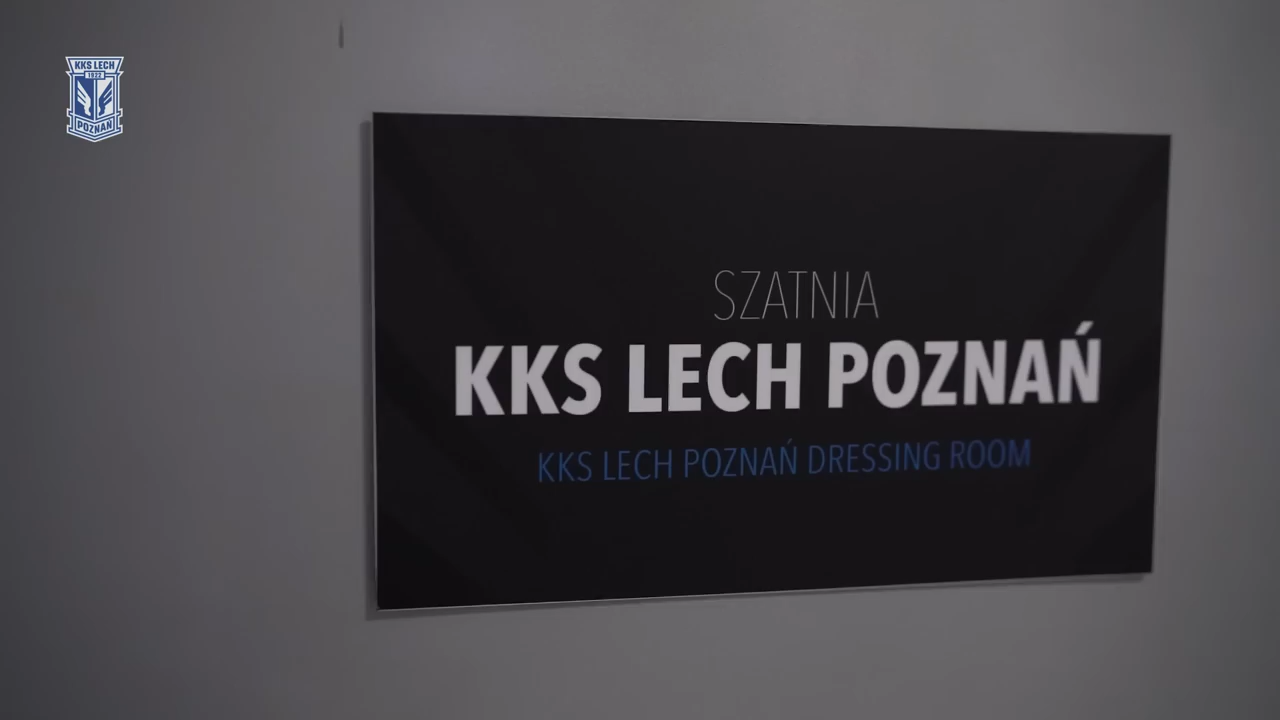 KKS LECH
1922
POZNAŃ
SZATNIA
KKS LECH POZNAŃ
KKS LECH POZNAŃ DRESSING ROOM